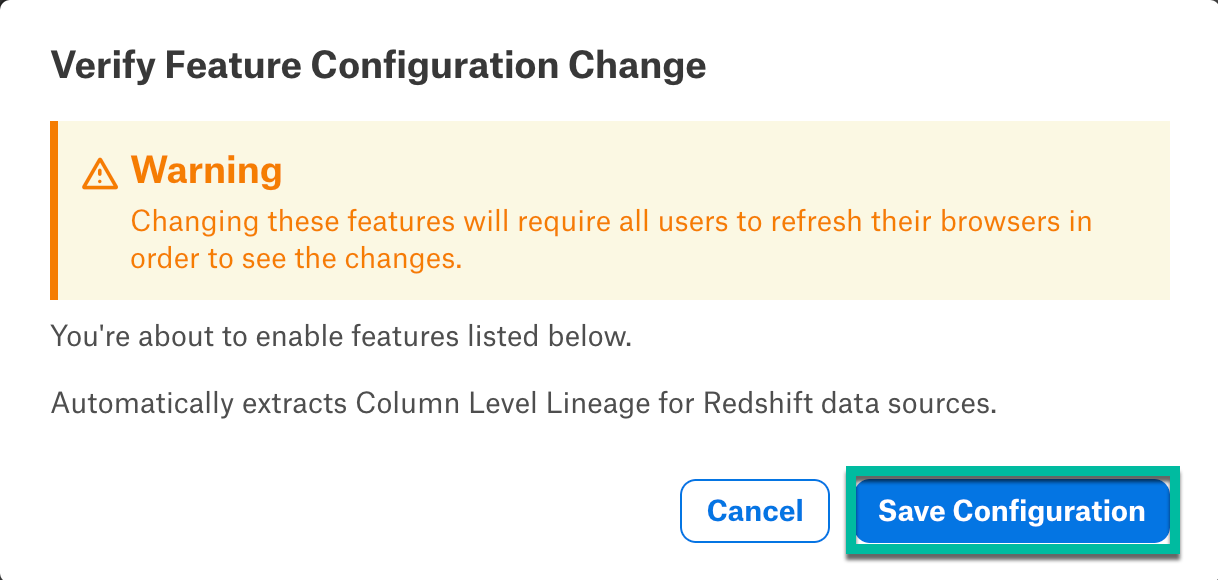 Verify Feature Configuration Change
Warning
Changing these features will require all users to refresh their browsers in
order to see the changes.
You're about to enable features listed below.
Automatically extracts Column Level Lineage for Redshift data sources.
Cancel
Save Configuration